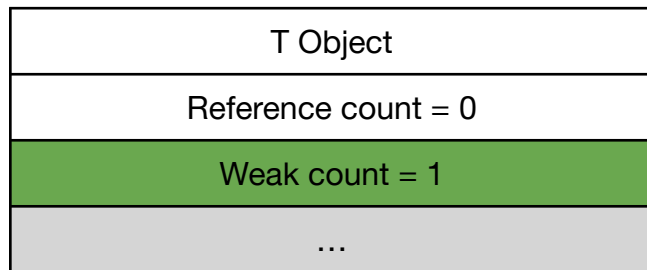 T Object
Reference count = 0
Weak count = 1
...